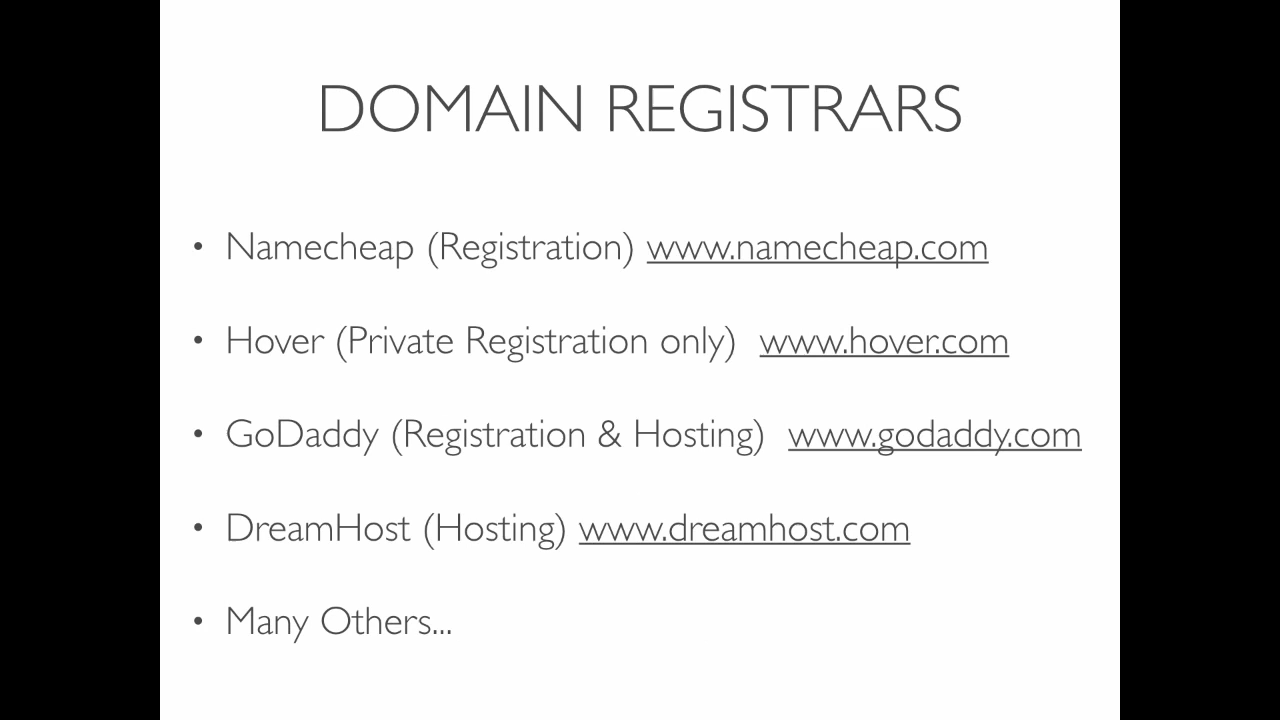 DOMAIN REGISTRARS
• Namecheap (Registration) www.namecheap.com
• Hover (Private Registration only)  www.hover.com
• GoDaddy (Registration & Hosting)  www.godaddy.com
• DreamHost (Hosting) www.dreamhost.com
• Many Others...